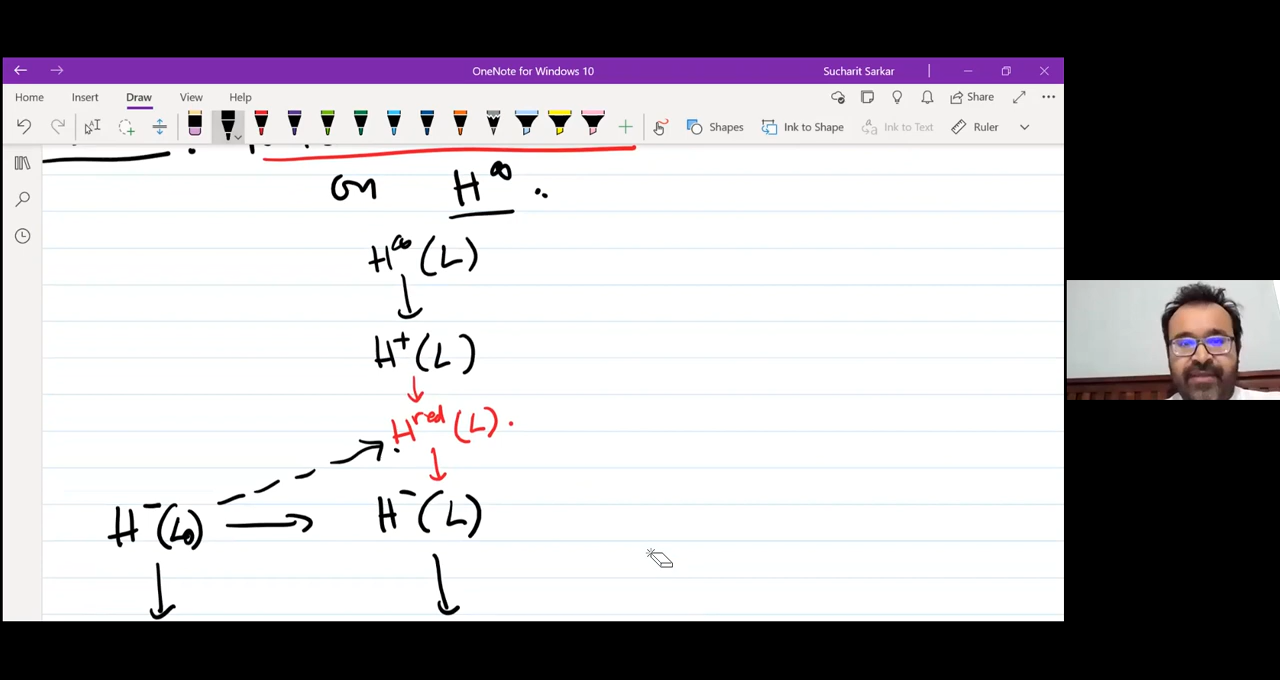 OneNote for Windows 10 Sucharit Sarkar
Home Insert Draw View Help Share
Shapes Ink to Shape Ink to Text Ruler
on H^∞.
H^∞(L)
H^+(L)
H^red(L).
H^-(L₀) H^-(L)